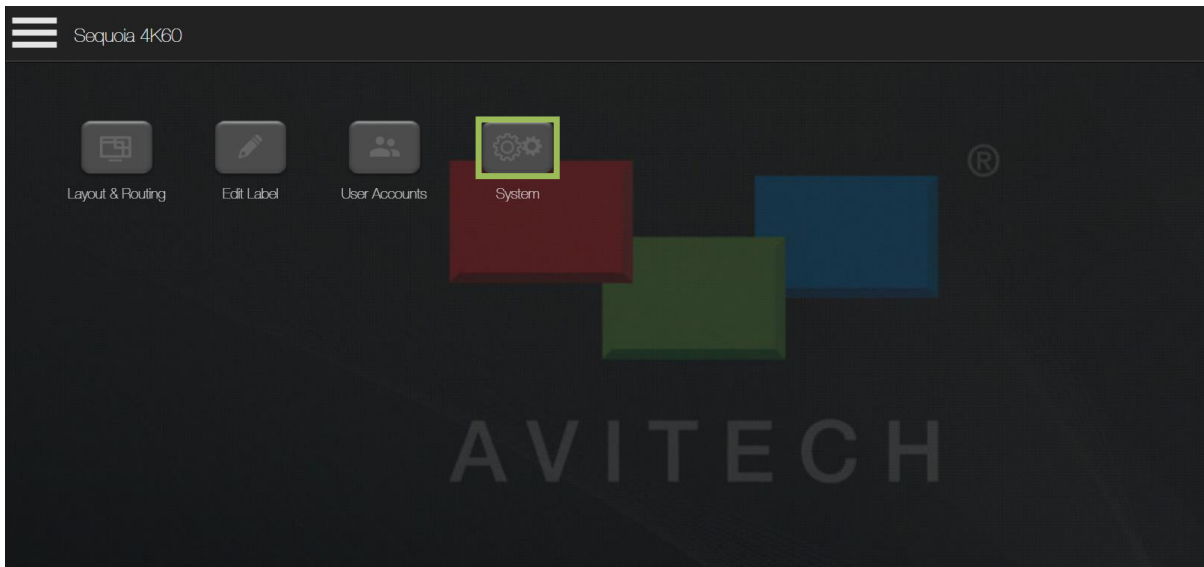 Sequoia 4K60
Layout & Routing
Edit Label
User Accounts
System
®
AVITECH